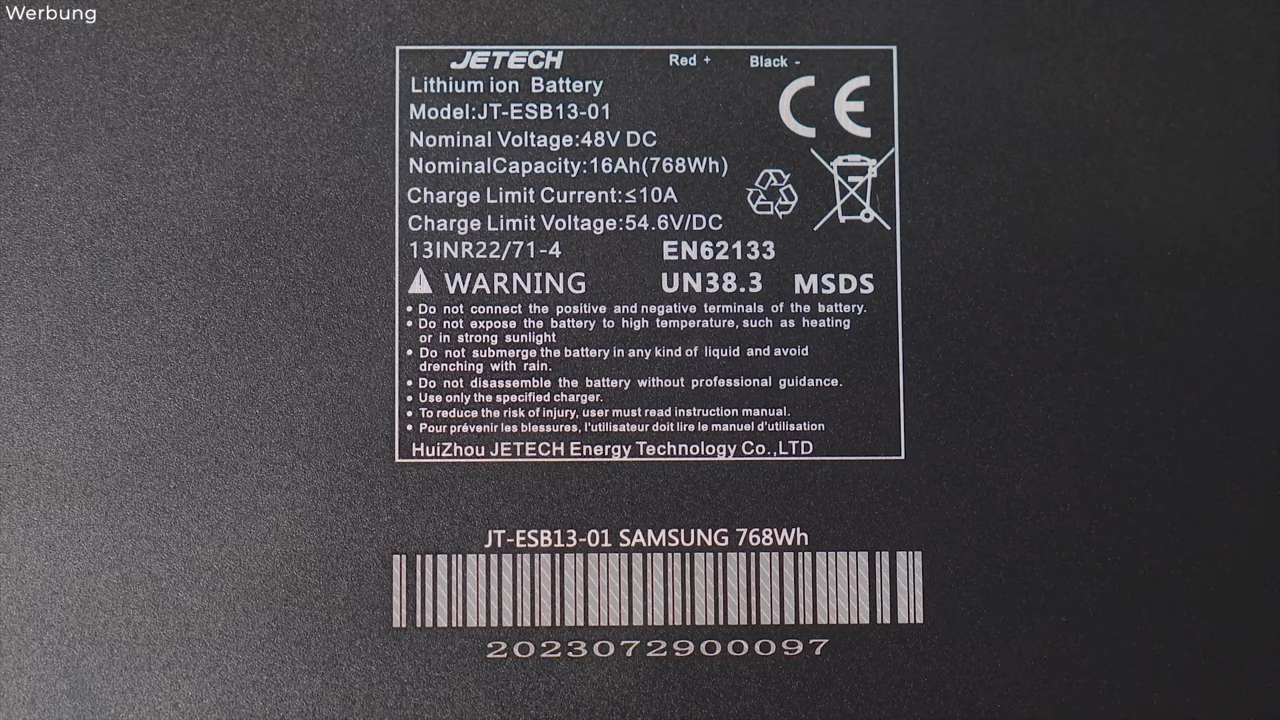 Werbung
JETECH Red + Black -
Lithium ion Battery
Model:JT-ESB13-01
Nominal Voltage:48V DC
NominalCapacity:16Ah(768Wh)
Charge Limit Current:≤10A
Charge Limit Voltage:54.6V/DC
13INR22/71-4 EN62133
WARNING UN38.3 MSDS
• Do not connect the positive and negative terminals of the battery.
• Do not expose the battery to high temperature, such as heating
or in strong sunlight
• Do not submerge the battery in any kind of liquid and avoid
drenching with rain.
• Do not disassemble the battery without professional guidance.
• Use only the specified charger.
• To reduce the risk of injury, user must read instruction manual.
• Pour prévenir les blessures, l'utilisateur doit lire le manuel d'utilisation
HuiZhou JETECH Energy Technology Co.,LTD
JT-ESB13-01 SAMSUNG 768Wh
2023072900097